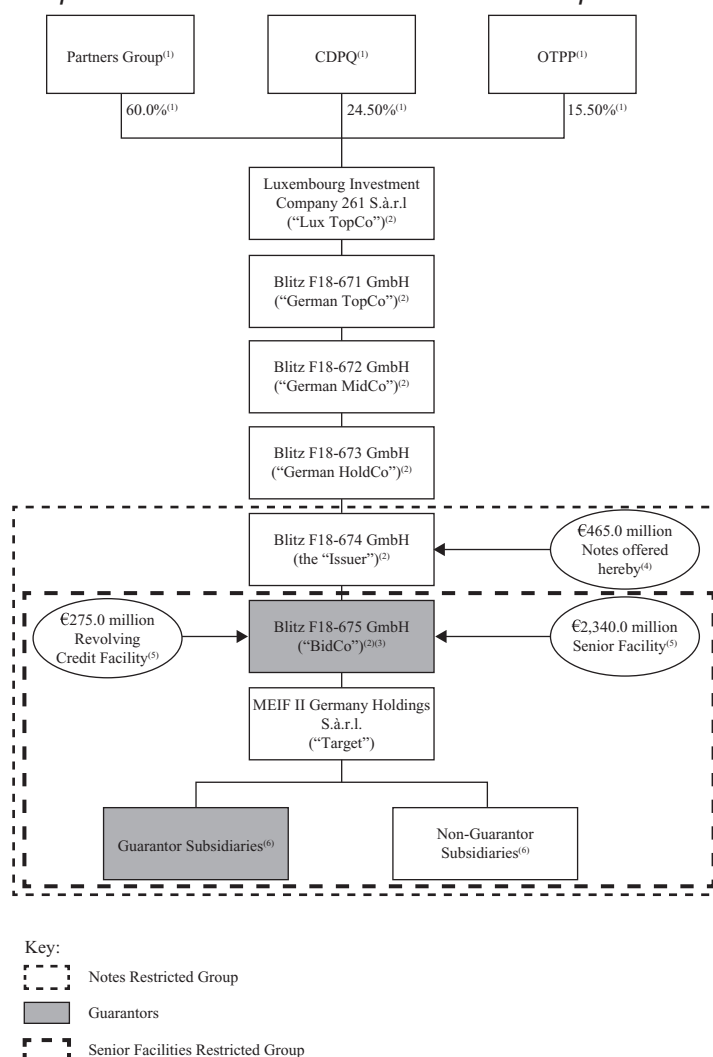 Partners Group(1)
CDPQ(1)
OTPP(1)
60.0%(1)
24.50%(1)
15.50%(1)
Luxembourg Investment
Company 261 S.à.r.l
(“Lux TopCo”)(2)
Blitz F18-671 GmbH
(“German TopCo”)(2)
Blitz F18-672 GmbH
(“German MidCo”)(2)
Blitz F18-673 GmbH
(“German HoldCo”)(2)
Blitz F18-674 GmbH
(the “Issuer”)(2)
€465.0 million
Notes offered
hereby(4)
€275.0 million
Revolving
Credit Facility(5)
Blitz F18-675 GmbH
(“BidCo”)(2)(3)
€2,340.0 million
Senior Facility(5)
MEIF II Germany Holdings
S.à.r.l.
(“Target”)
Guarantor Subsidiaries(6)
Non-Guarantor
Subsidiaries(6)
Key:
Notes Restricted Group
Guarantors
Senior Facilities Restricted Group